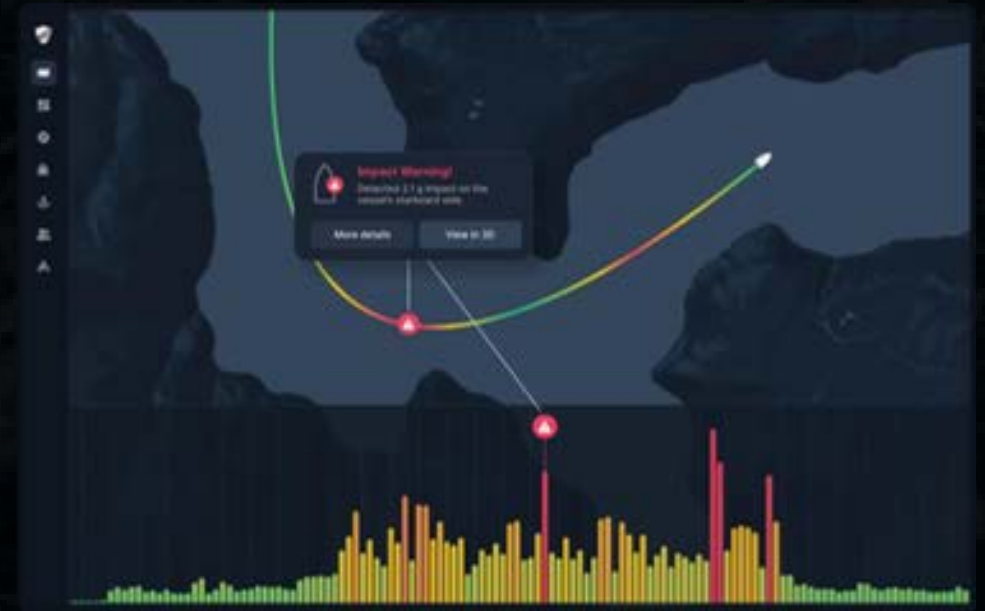 Impact Warning!
Detected 2.1 g impact on the
vessel's starboard side.
More details
View in 3D